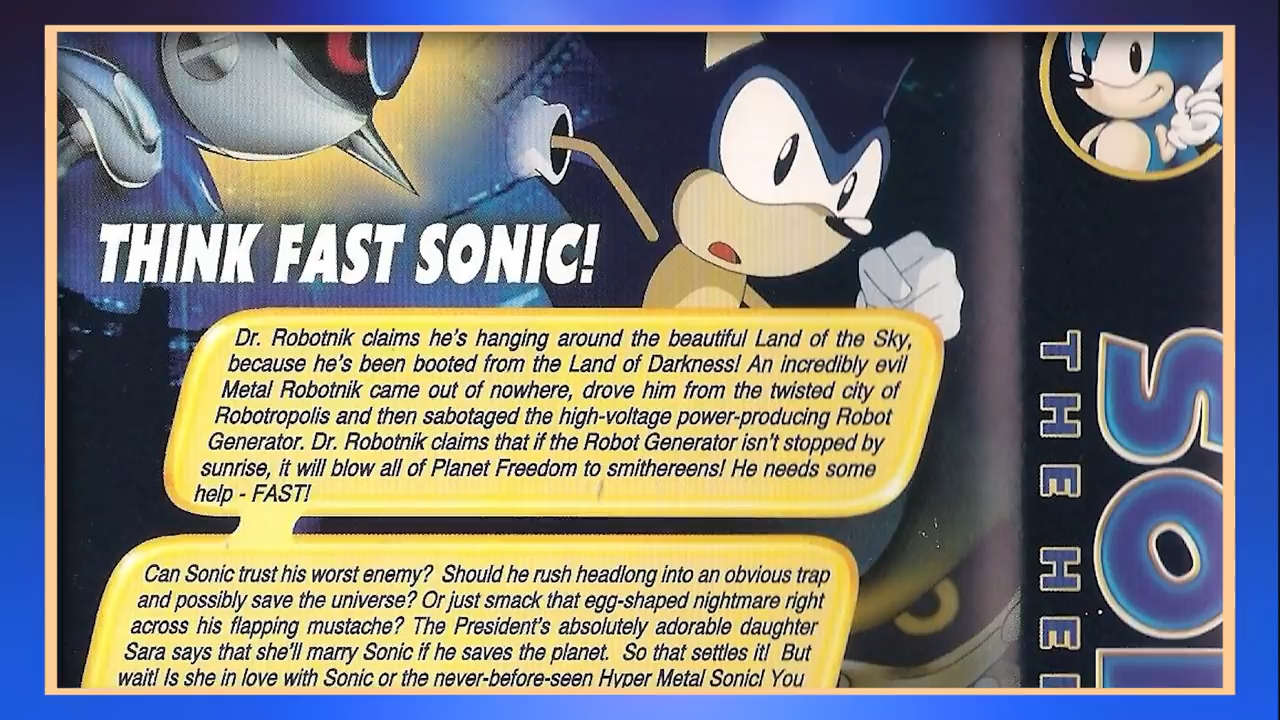 THINK FAST SONIC!
Dr. Robotnik claims he's hanging around the beautiful Land of the Sky,
because he's been booted from the Land of Darkness! An incredibly evil
Metal Robotnik came out of nowhere, drove him from the twisted city of
Robotropolis and then sabotaged the high-voltage power-producing Robot
Generator. Dr. Robotnik claims that if the Robot Generator isn't stopped by
sunrise, it will blow all of Planet Freedom to smithereens! He needs some
help - FAST!
Can Sonic trust his worst enemy? Should he rush headlong into an obvious trap
and possibly save the universe? Or just smack that egg-shaped nightmare right
across his flapping mustache? The President's absolutely adorable daughter
Sara says that she'll marry Sonic if he saves the planet. So that settles it! But
wait! Is she in love with Sonic or the never-before-seen Hyper Metal Sonic! You
SO
THE HE